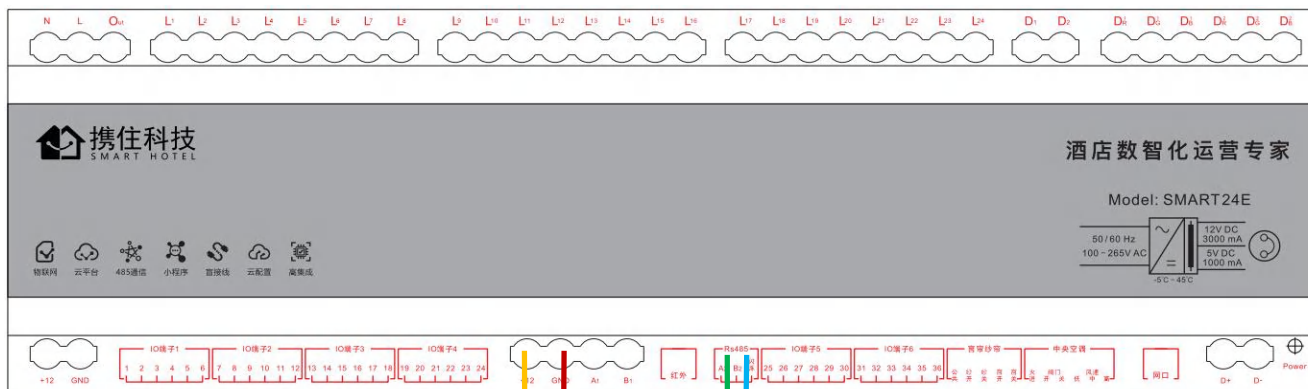 N L Out L1 L2 L3 L4 L5 L6 L7 L8 L9 L10 L11 L12 L13 L14 L15 L16 L17 L18 L19 L20 L21 L22 L23 L24 D1 D2
携住科技
SMART HOTEL
酒店数智化运营专家
Model: SMART24E
50/60 Hz
100-265V AC
12V DC
3000 mA
5V DC
1000 mA
-5℃ - 45℃
物联网 云平台 485通信 小程序 直接线 云配置 高集成
IO端子1 IO端子2 IO端子3 IO端子4 Rs485 IO端子5 IO端子6 窗帘纱帘 中央空调
1 2 3 4 5 6 7 8 9 10 11 12 13 14 15 16 17 18 19 20 21 22 23 24 红外 25 26 27 28 29 30 31 32 33 34 35 36 网口
+12 GND +12 GND A1 B1 D+ D- Power